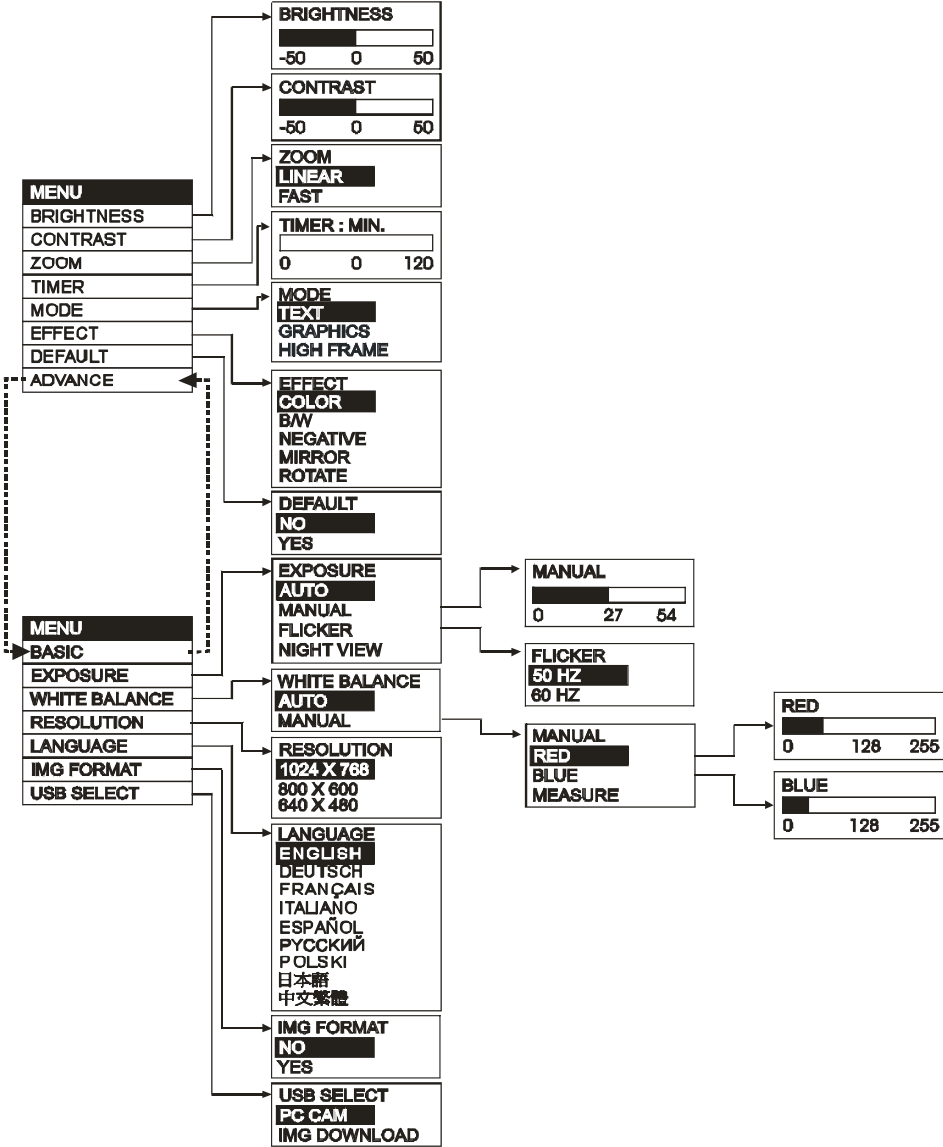 MENU
BRIGHTNESS
CONTRAST
ZOOM
TIMER
MODE
EFFECT
DEFAULT
ADVANCE
BRIGHTNESS
-50 0 50
CONTRAST
-50 0 50
ZOOM
LINEAR
FAST
TIMER : MIN.
0 0 120
MODE
TEXT
GRAPHICS
HIGH FRAME
EFFECT
COLOR
B/W
NEGATIVE
MIRROR
ROTATE
DEFAULT
NO
YES
MENU
BASIC
EXPOSURE
WHITE BALANCE
RESOLUTION
LANGUAGE
IMG FORMAT
USB SELECT
EXPOSURE
AUTO
MANUAL
FLICKER
NIGHT VIEW
MANUAL
0 27 54
FLICKER
50 HZ
60 HZ
WHITE BALANCE
AUTO
MANUAL
MANUAL
RED
BLUE
MEASURE
RED
0 128 255
BLUE
0 128 255
RESOLUTION
1024 X 768
800 X 600
640 X 480
LANGUAGE
ENGLISH
DEUTSCH
FRANÇAIS
ITALIANO
ESPAÑOL
РУССКИЙ
POLSKI
日本語
中文繁體
IMG FORMAT
NO
YES
USB SELECT
PC CAM
IMG DOWNLOAD